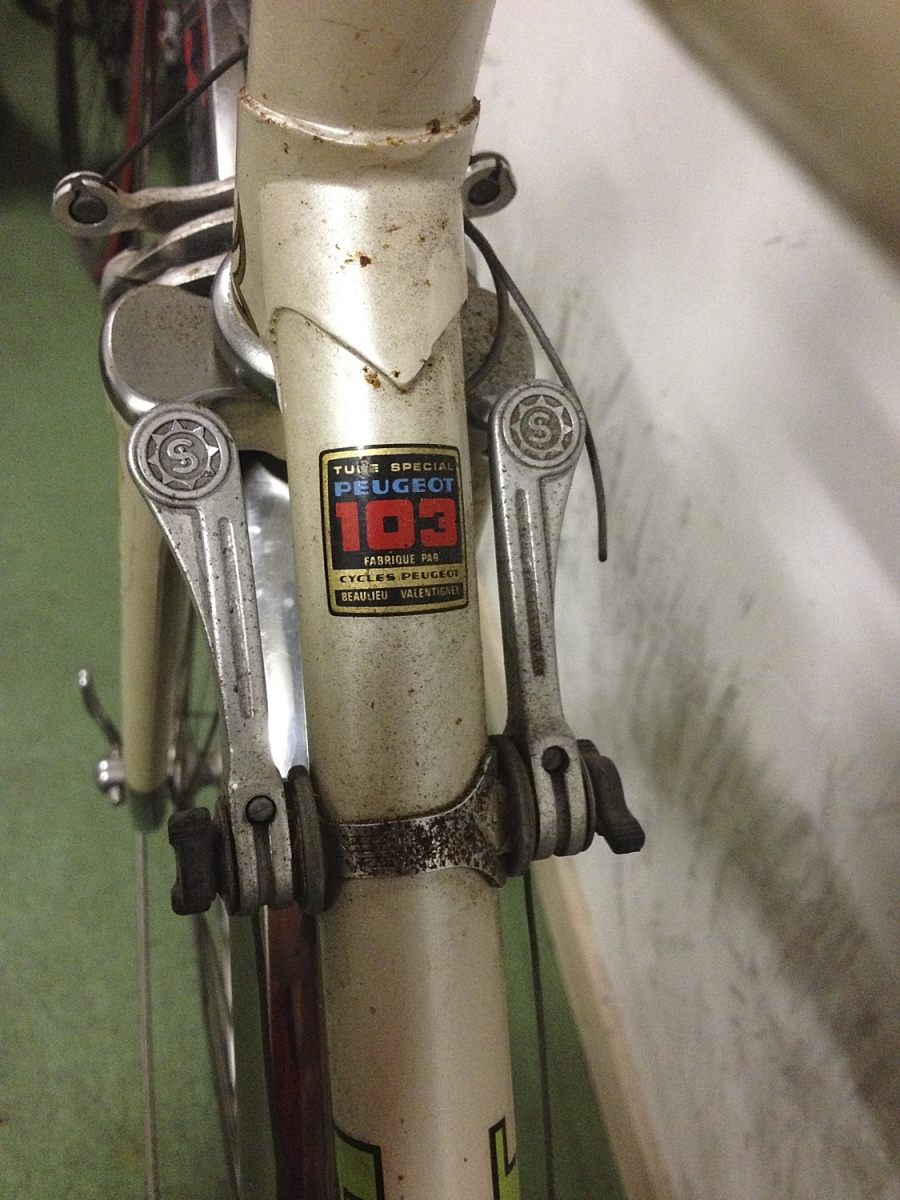 TUBE SPECIAL
PEUGEOT
103
FABRIQUE PAR
CYCLES PEUGEOT
BEAULIEU VALENTIGNEY
S
S